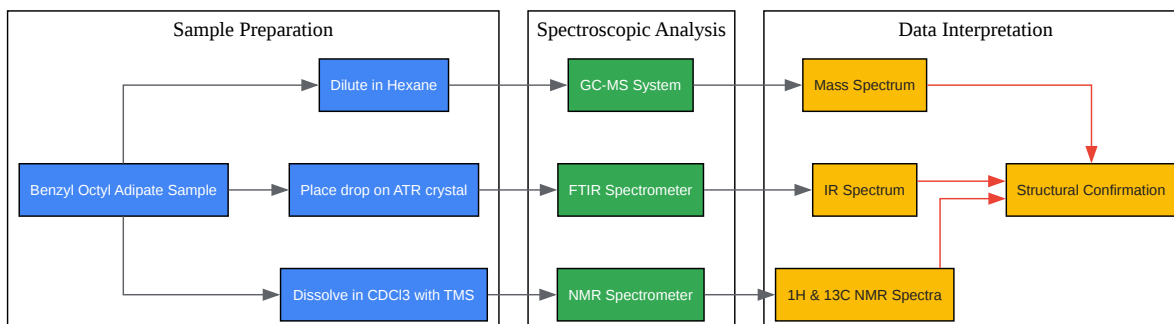 Sample Preparation
Spectroscopic Analysis
Data Interpretation
Dilute in Hexane
GC-MS System
Mass Spectrum
Benzyl Octyl Adipate Sample
Place drop on ATR crystal
FTIR Spectrometer
IR Spectrum
Structural Confirmation
Dissolve in CDCl3 with TMS
NMR Spectrometer
1H & 13C NMR Spectra